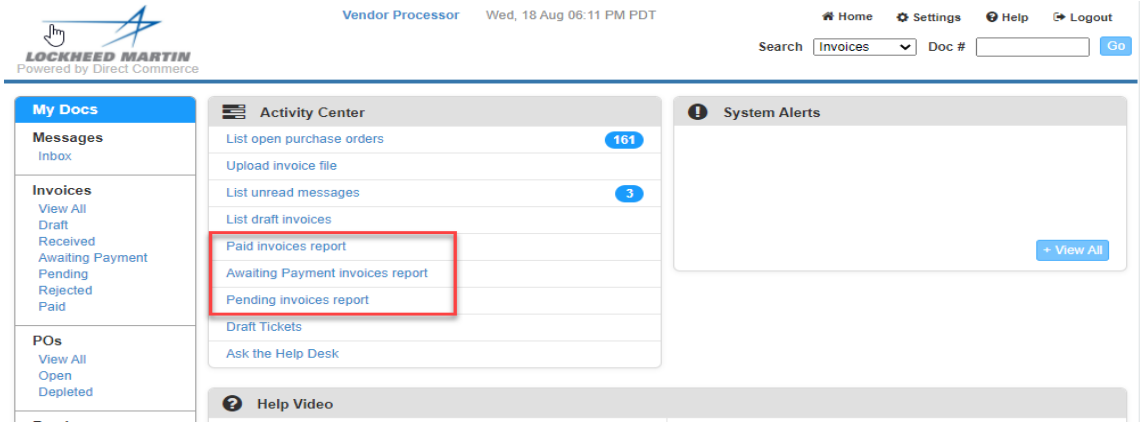 Vendor Processor Wed, 18 Aug 06:11 PM PDT Home Settings Help Logout
Search Invoices Doc # Go
LOCKHEED MARTIN
Powered by Direct Commerce
My Docs
Messages
Inbox
Invoices
View All
Draft
Received
Awaiting Payment
Pending
Rejected
Paid
POs
View All
Open
Depleted
Activity Center
List open purchase orders 161
Upload invoice file
List unread messages 3
List draft invoices
Paid invoices report
Awaiting Payment invoices report
Pending invoices report
Draft Tickets
Ask the Help Desk
System Alerts
+ View All
Help Video